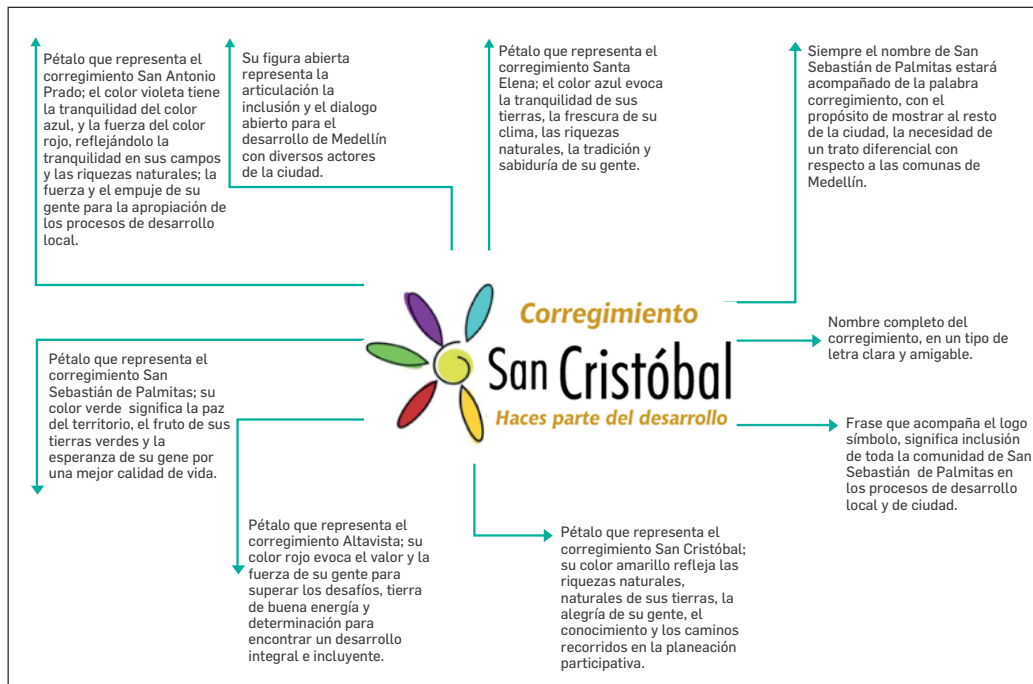 Pétalo que representa el
corregimiento San Antonio
Prado; el color violeta tiene
la tranquilidad del color
azul, y la fuerza del color
rojo, reflejándolo la
tranquilidad en sus campos
y las riquezas naturales; la
fuerza y el empuje de su
gente para la apropiación de
los procesos de desarrollo
local.
Su figura abierta
representa la
articulación la
inclusión y el dialogo
abierto para el
desarrollo de Medellín
con diversos actores
de la ciudad.
Pétalo que representa el
corregimiento Santa
Elena; el color azul evoca
la tranquilidad de sus
tierras, la frescura de su
clima, las riquezas
naturales, la tradición y
sabiduría de su gente.
Siempre el nombre de San
Sebastián de Palmitas estará
acompañado de la palabra
corregimiento, con el
propósito de mostrar al resto
de la ciudad, la necesidad de
un trato diferencial con
respecto a las comunas de
Medellín.
Corregimiento
San Cristóbal
Haces parte del desarrollo
Nombre completo del
corregimiento, en un tipo de
letra clara y amigable.
Pétalo que representa el
corregimiento San
Sebastián de Palmitas; su
color verde significa la paz
del territorio, el fruto de sus
tierras verdes y la
esperanza de su gene por
una mejor calidad de vida.
Frase que acompaña el logo
símbolo, significa inclusión
de toda la comunidad de San
Sebastián de Palmitas en
los procesos de desarrollo
local y de ciudad.
Pétalo que representa el
corregimiento Altavista; su
color rojo evoca el valor y la
fuerza de su gente para
superar los desafíos, tierra
de buena energía y
determinación para
encontrar un desarrollo
integral e incluyente.
Pétalo que representa el
corregimiento San Cristóbal;
su color amarillo refleja las
riquezas naturales,
naturales de sus tierras, la
alegría de su gente, el
conocimiento y los caminos
recorridos en la planeación
participativa.